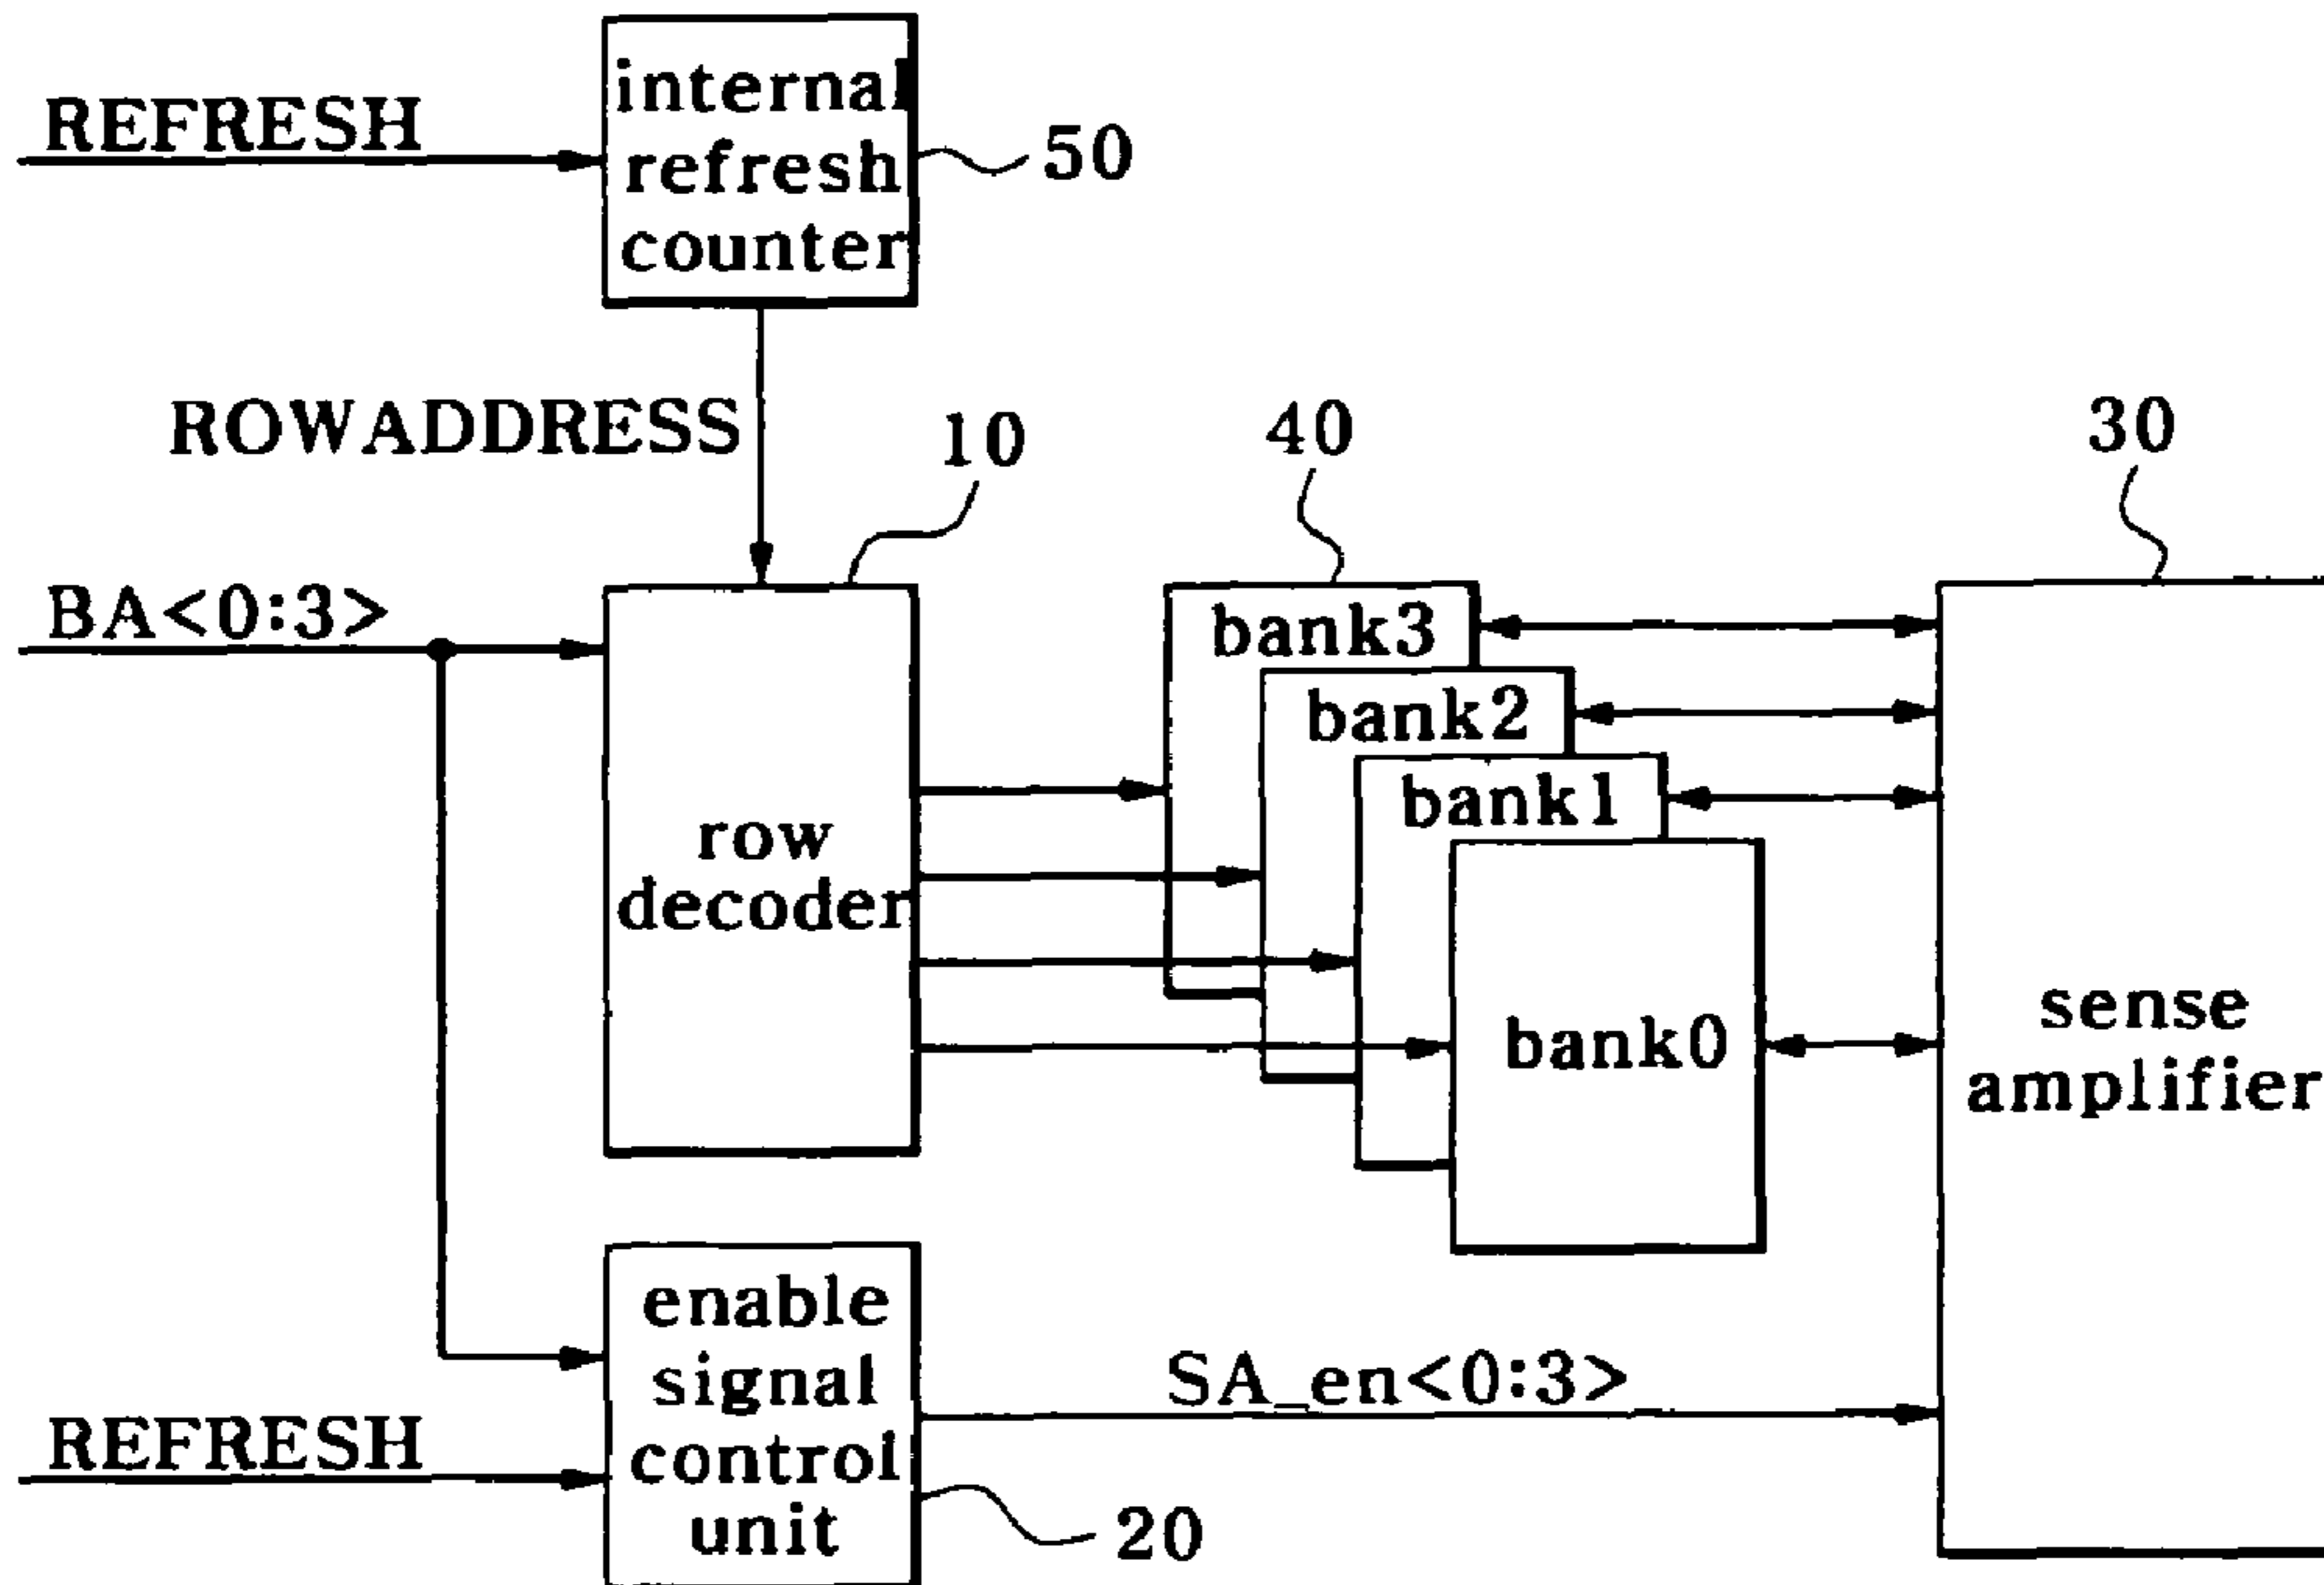 internal
refresh
counter
REFRESH
50
ROWADDRESS
10
40
30
BA<0:3>
bank3
bank2
bank1
bank0
row
decoder
sense
amplifier
enable
signal
control
unit
SA_en<0:3>
REFRESH
20